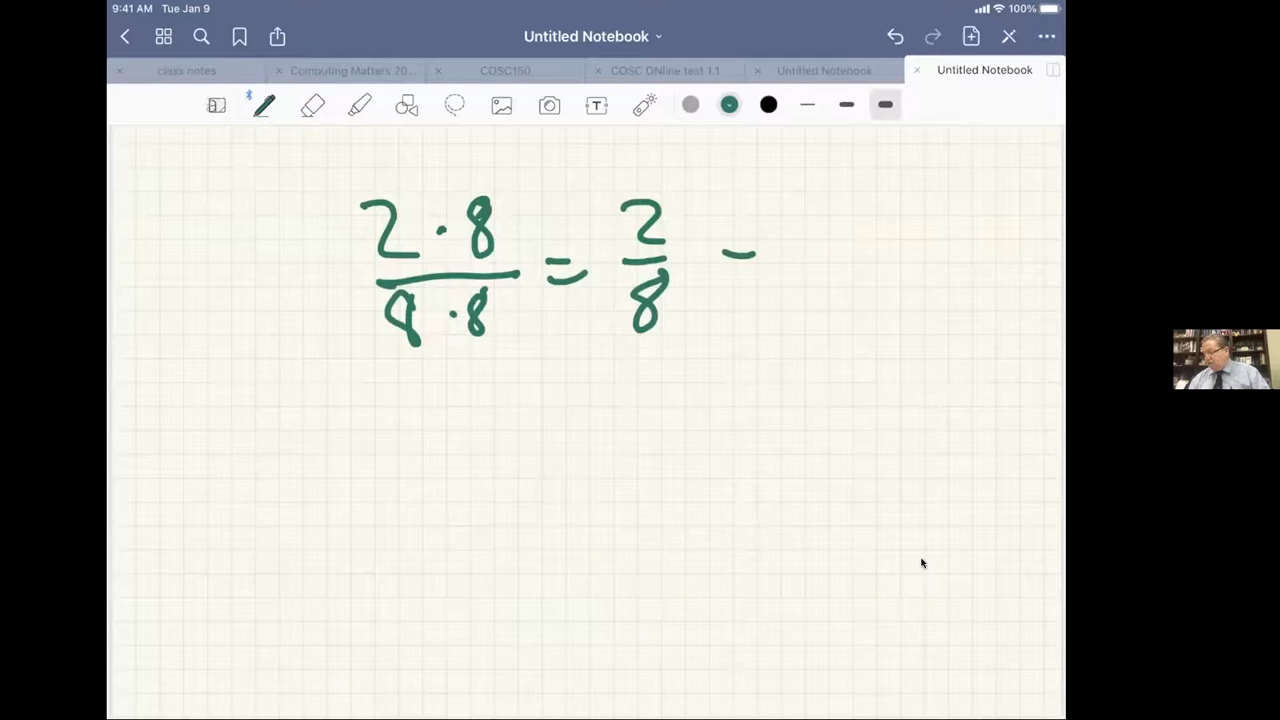 9:41 AM Tue Jan 9 100%
Untitled Notebook
class notes Computing Matters 20... COSC150 COSC ONline test 1.1 Untitled Notebook Untitled Notebook
T
2 · 8 2
= -
8 · 8 8